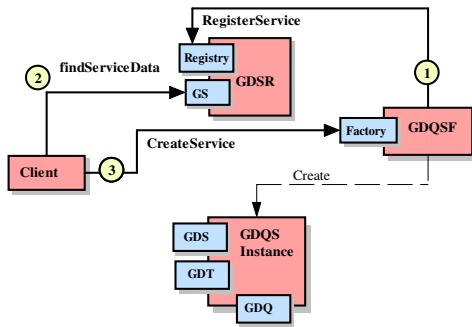 RegisterService
1
2
findServiceData
Registry
GDSR
GS
Factory
GDQSF
CreateService
Client
3
Create
GDS
GDQS
Instance
GDT
GDQ